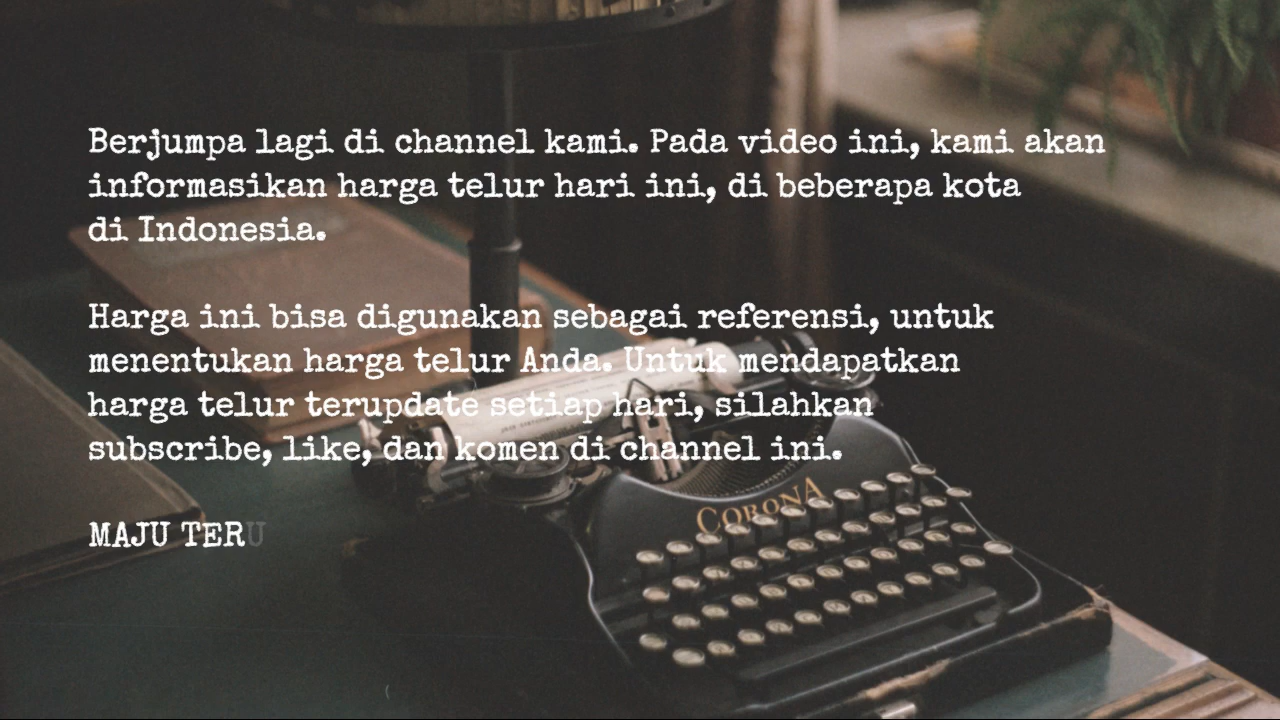 Berjumpa lagi di channel kami. Pada video ini, kami akan
informasikan harga telur hari ini, di beberapa kota
di Indonesia.
Harga ini bisa digunakan sebagai referensi, untuk
menentukan harga telur Anda. Untuk mendapatkan
harga telur terupdate setiap hari, silahkan
subscribe, like, dan komen di channel ini.
MAJU TERU
CORONA